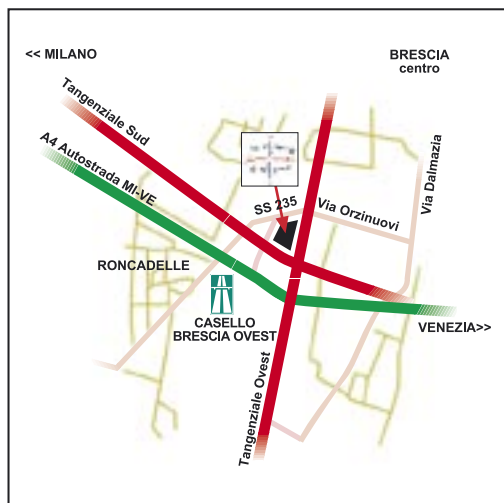 << MILANO
BRESCIA
centro
Tangenziale Sud
A4 Autostrada MI-VE
Via Dalmazia
SS 235
Via Orzinuovi
RONCADELLE
CASELLO
BRESCIA OVEST
VENEZIA>>
Tangenziale Ovest